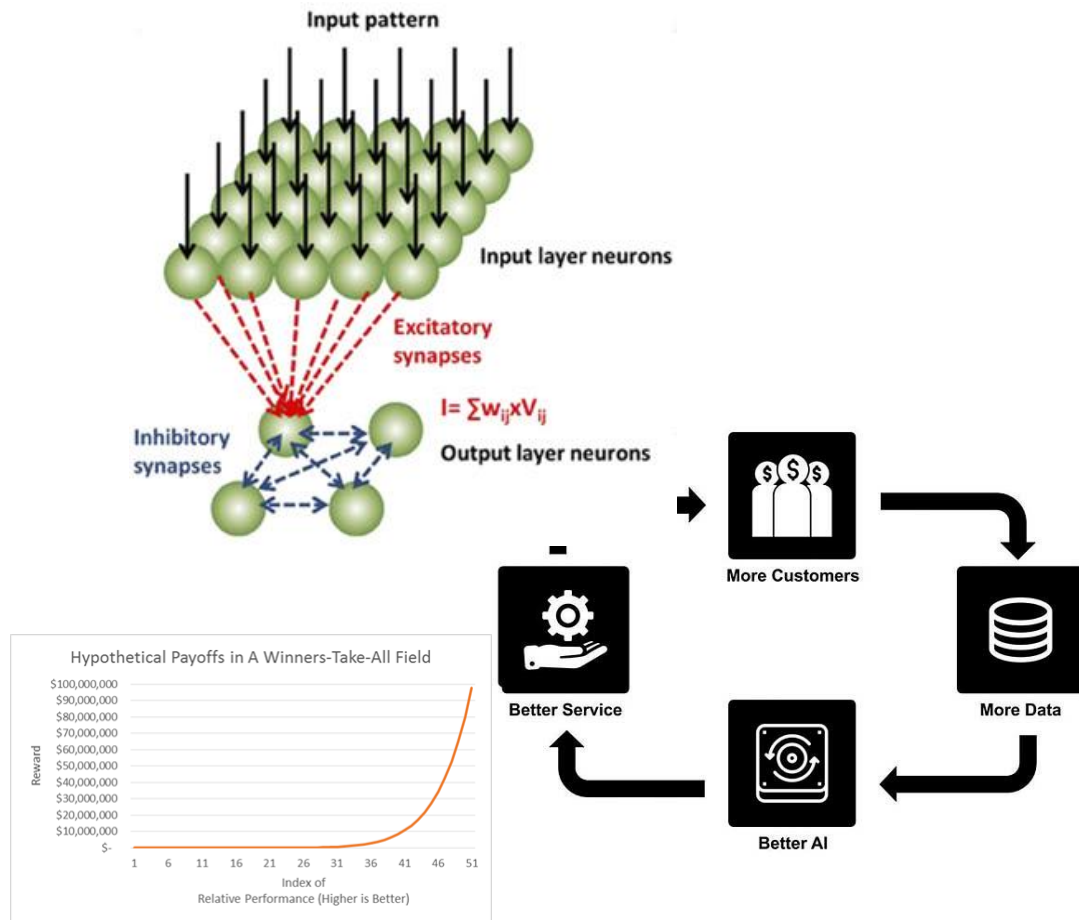 Input pattern
Input layer neurons
Excitatory
synapses
I= ∑wijxVij
Inhibitory
synapses
Output layer neurons
$ $ $
More Customers
Better Service
More Data
Better AI
Hypothetical Payoffs in A Winners-Take-All Field
$100,000,000
$90,000,000
$80,000,000
$70,000,000
$60,000,000
$50,000,000
$40,000,000
$30,000,000
$20,000,000
$10,000,000
$-
Reward
1 6 11 16 21 26 31 36 41 46 51
Index of
Relative Performance (Higher is Better)